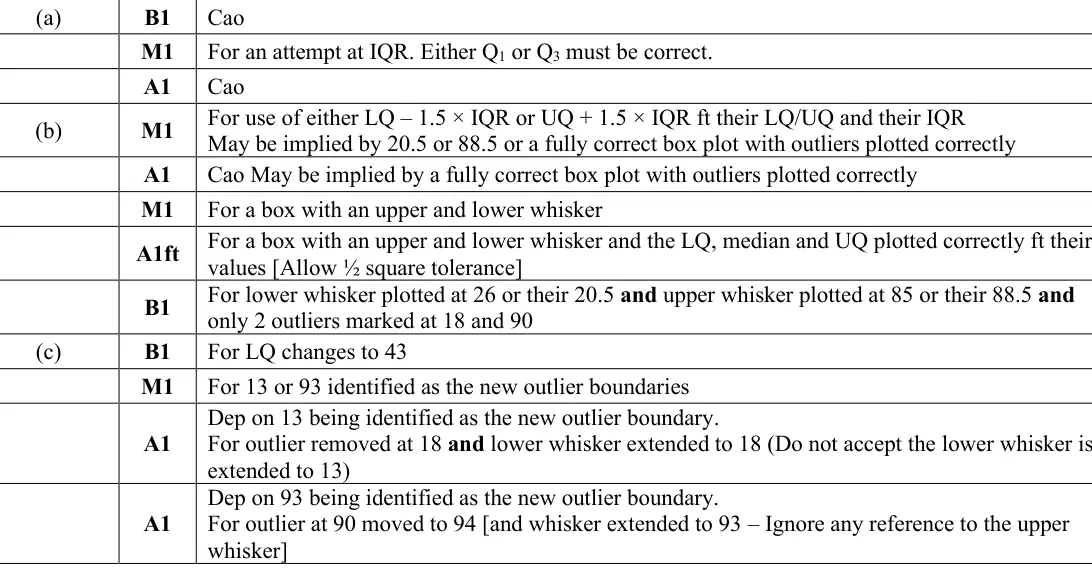 (a) B1 Cao
M1 For an attempt at IQR. Either Q₁ or Q₃ must be correct.
A1 Cao
(b) M1 For use of either LQ – 1.5 × IQR or UQ + 1.5 × IQR ft their LQ/UQ and their IQR
May be implied by 20.5 or 88.5 or a fully correct box plot with outliers plotted correctly
A1 Cao May be implied by a fully correct box plot with outliers plotted correctly
M1 For a box with an upper and lower whisker
A1ft For a box with an upper and lower whisker and the LQ, median and UQ plotted correctly ft their
values [Allow ½ square tolerance]
B1 For lower whisker plotted at 26 or their 20.5 and upper whisker plotted at 85 or their 88.5 and
only 2 outliers marked at 18 and 90
(c) B1 For LQ changes to 43
M1 For 13 or 93 identified as the new outlier boundaries
A1 Dep on 13 being identified as the new outlier boundary.
For outlier removed at 18 and lower whisker extended to 18 (Do not accept the lower whisker is
extended to 13)
A1 Dep on 93 being identified as the new outlier boundary.
For outlier at 90 moved to 94 [and whisker extended to 93 – Ignore any reference to the upper
whisker]